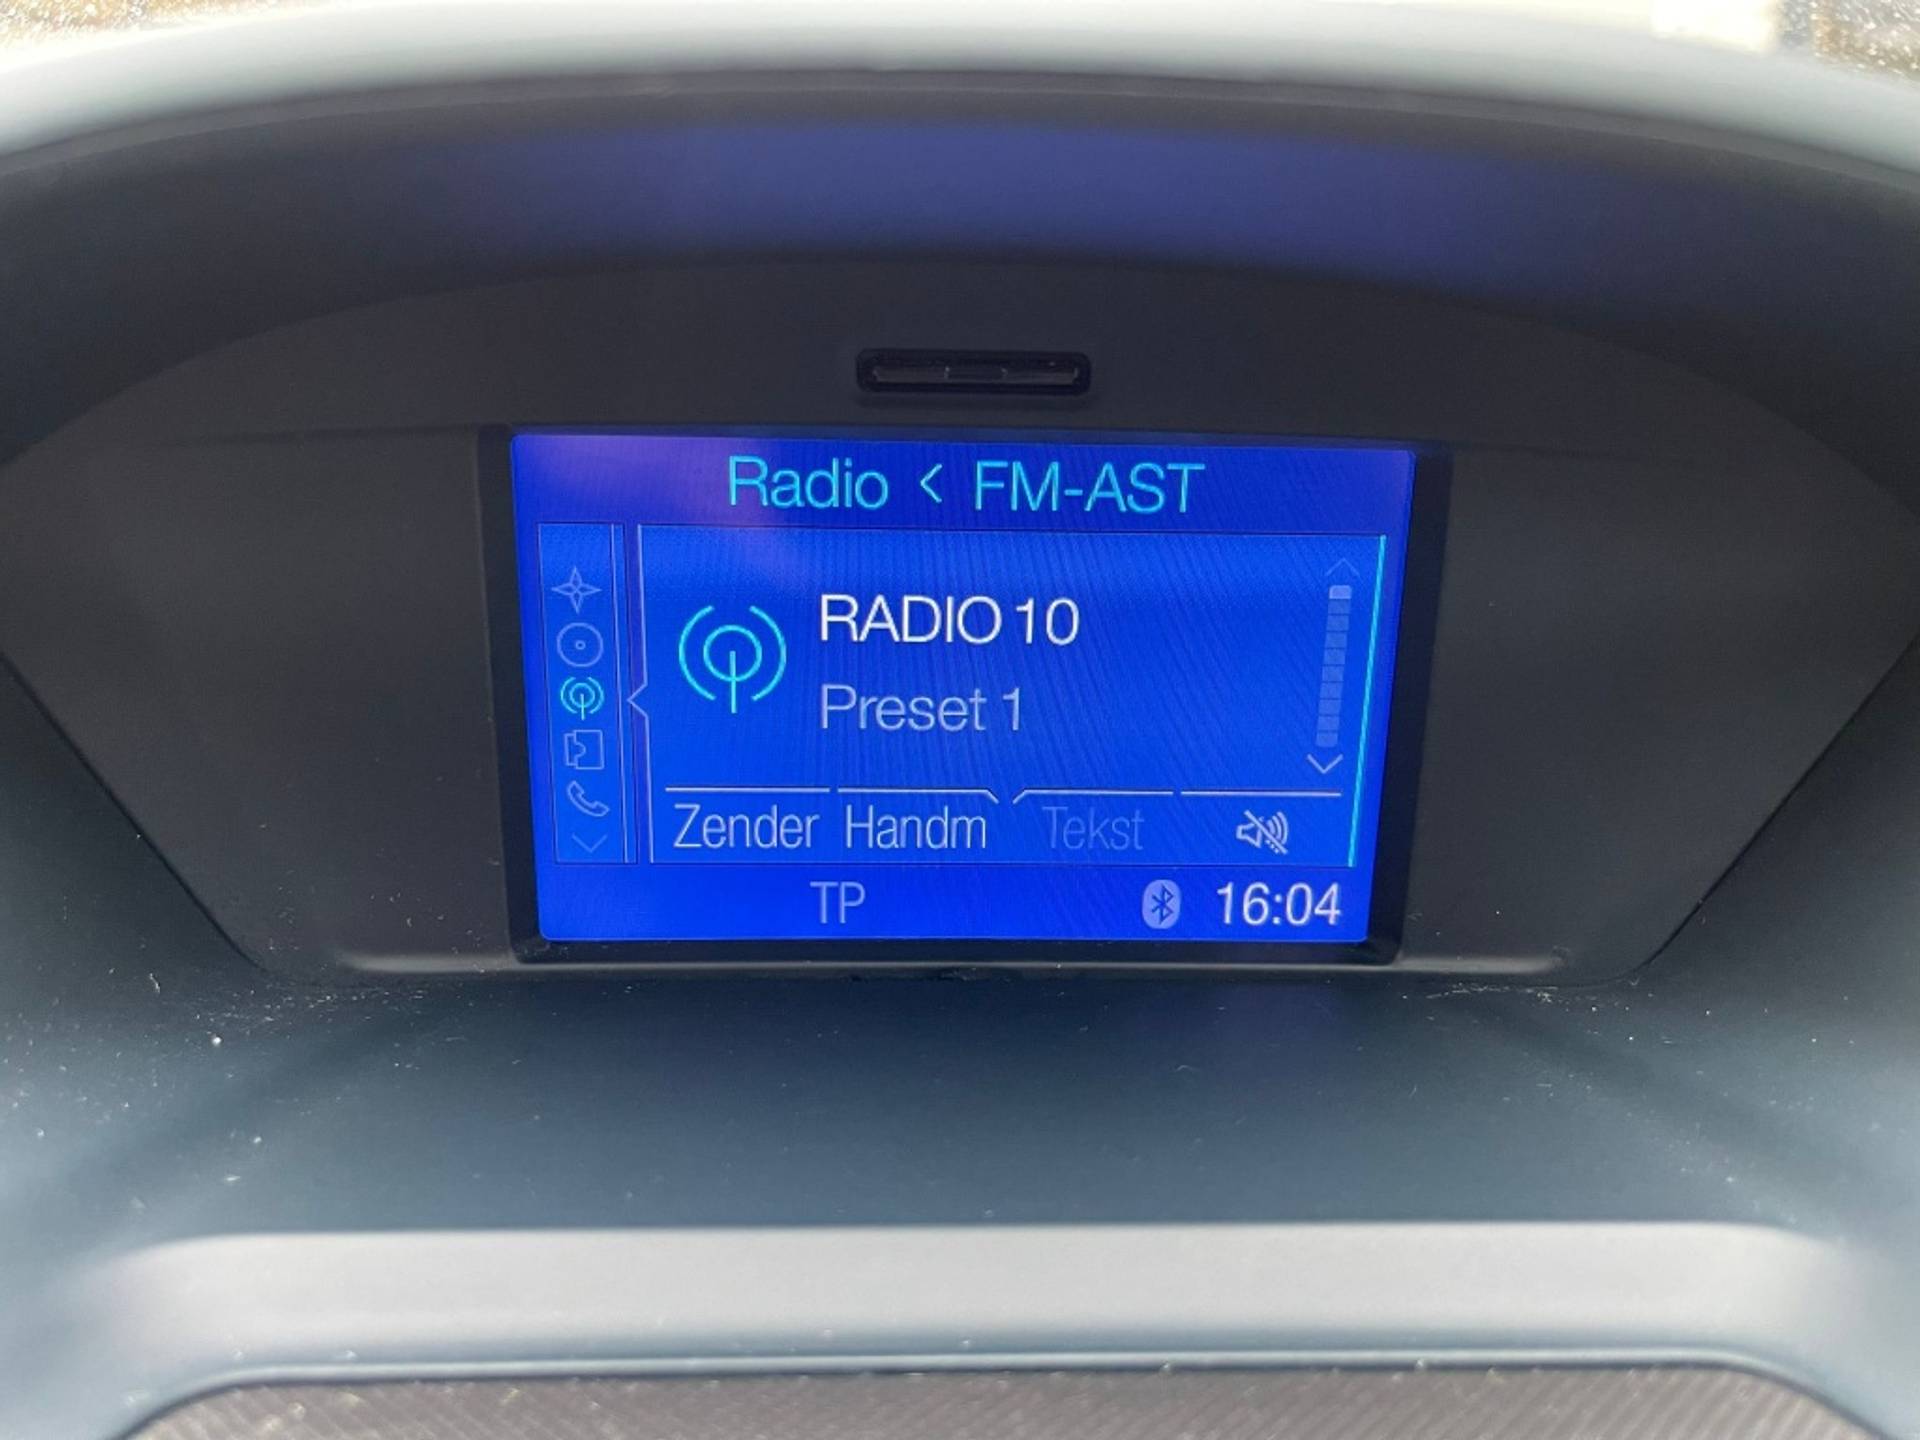 Radio < FM-AST
RADIO 10
Preset 1
Zender Handm Tekst
TP 16:04